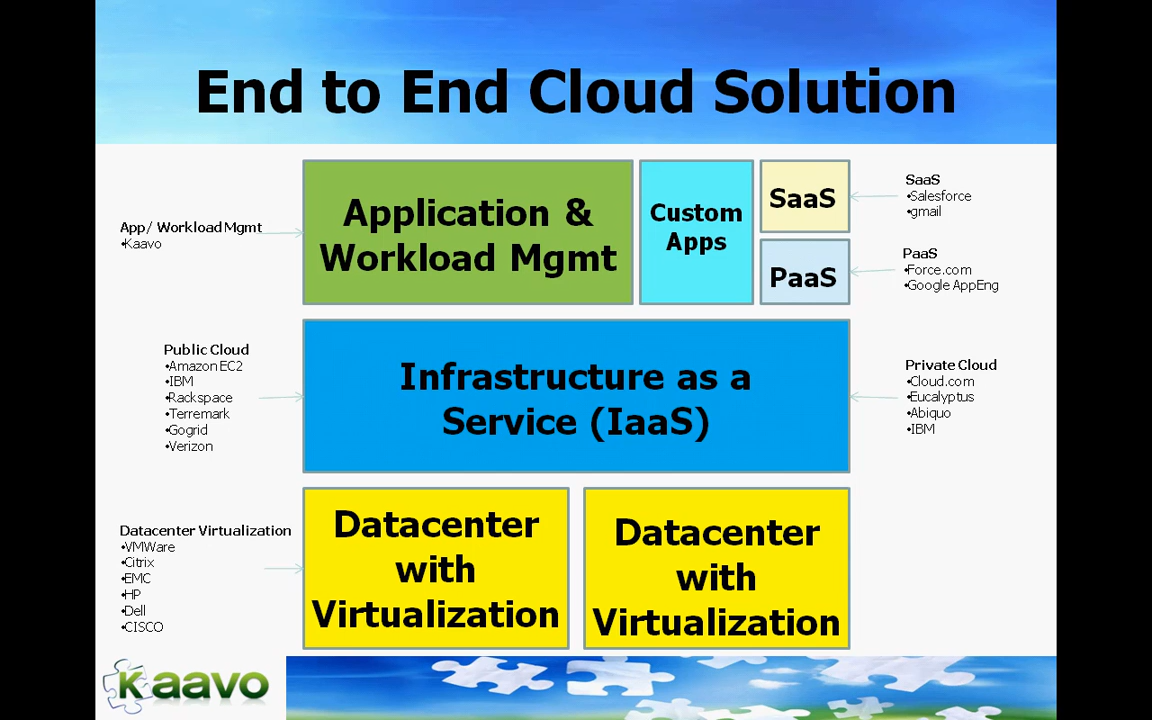 End to End Cloud Solution
App/ Workload Mgmt
•Kaavo
Application &
Workload Mgmt
Custom
Apps
SaaS
PaaS
SaaS
•Salesforce
•gmail
PaaS
•Force.com
•Google AppEng
Public Cloud
•Amazon EC2
•IBM
•Rackspace
•Terremark
•Gogrid
•Verizon
Infrastructure as a
Service (IaaS)
Private Cloud
•Cloud.com
•Eucalyptus
•Abiquo
•IBM
Datacenter Virtualization
•VMWare
•Citrix
•EMC
•HP
•Dell
•CISCO
Datacenter
with
Virtualization
Datacenter
with
Virtualization
kaavo